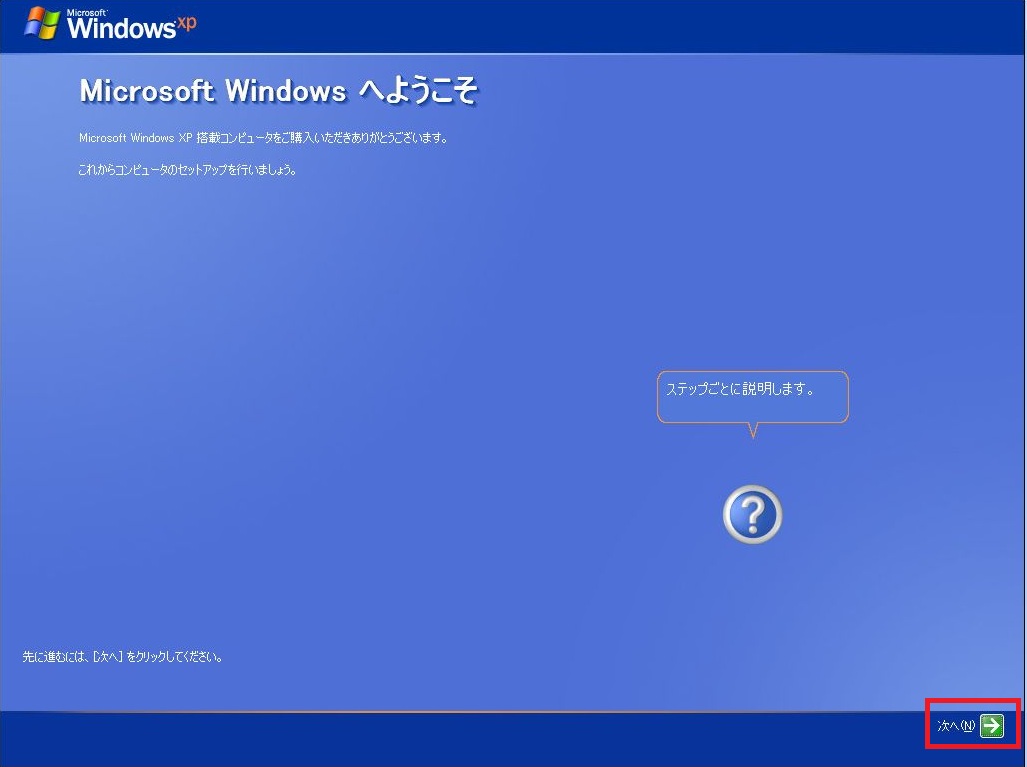 Microsoft
Windows xp
Microsoft Windows へようこそ
Microsoft Windows XP 搭載コンピュータをご購入いただきありがとうございます。
これからコンピュータのセットアップを行いましょう。
ステップごとに説明します。
先に進むには、[次へ] をクリックしてください。
次へ(N)